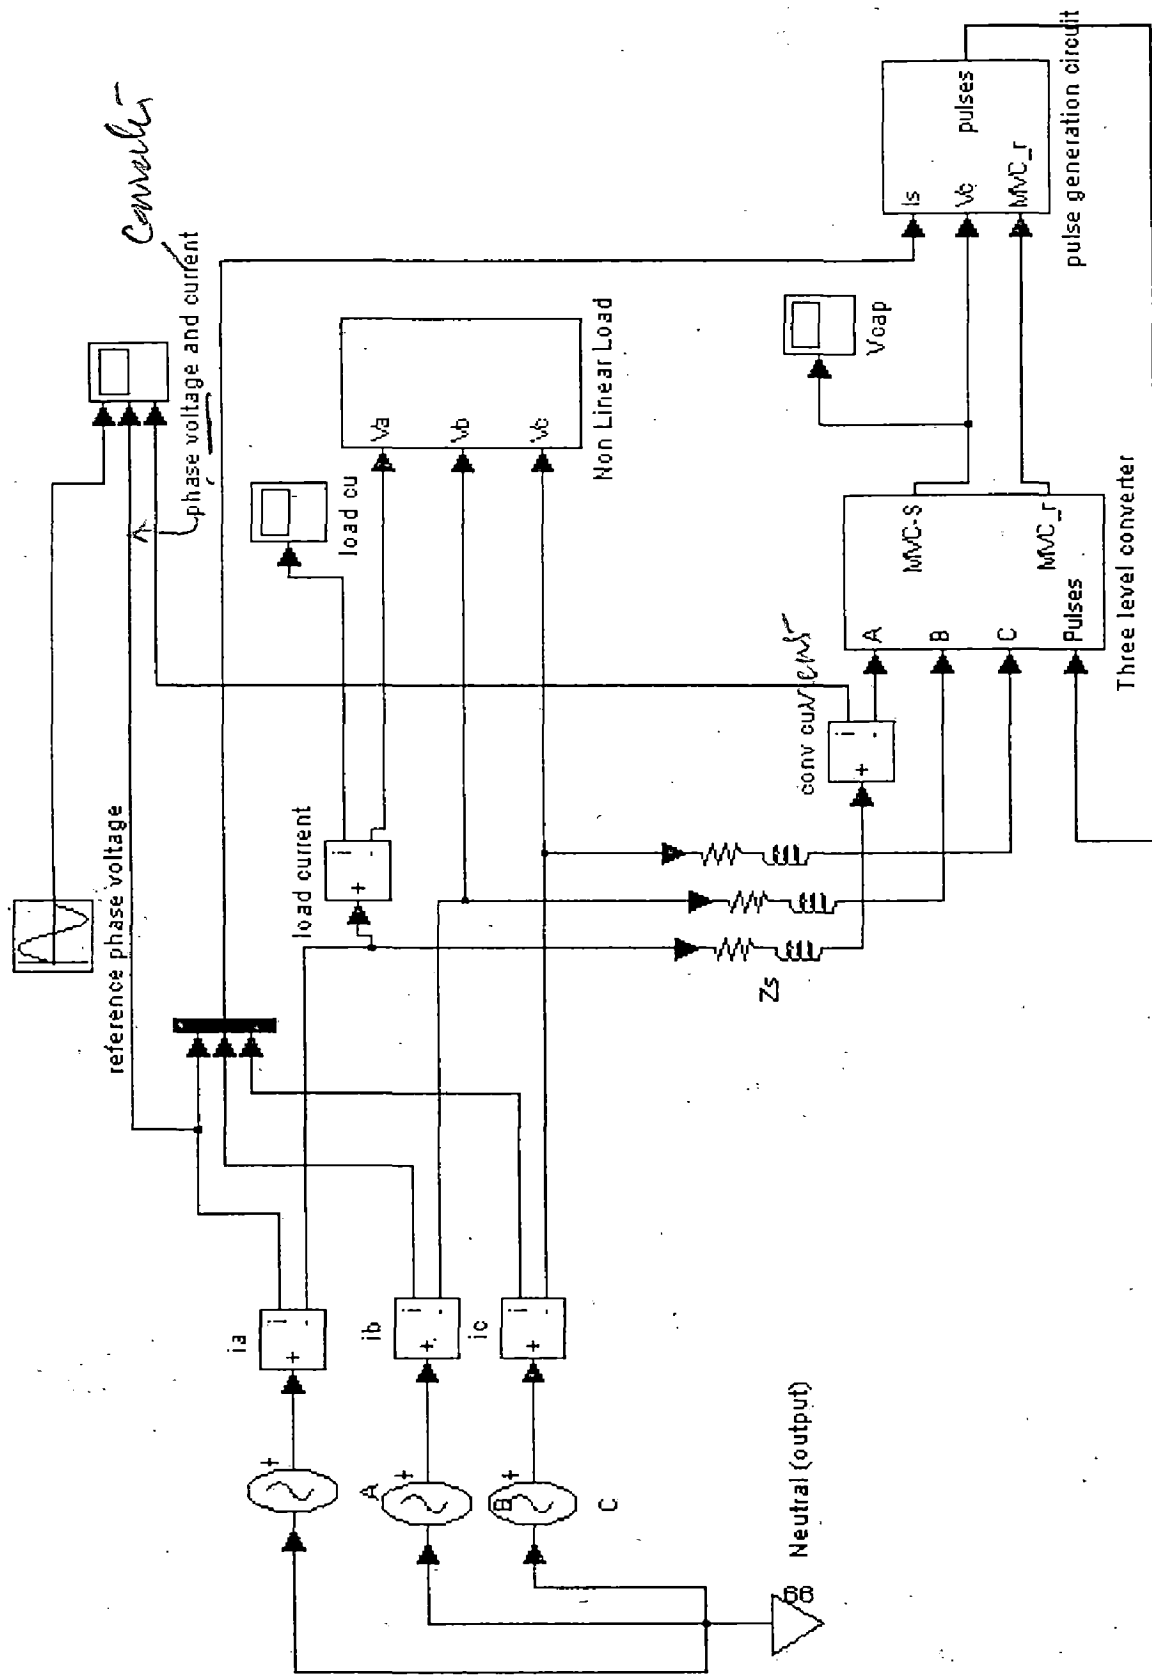 reference phase voltage
phase voltage and current
load current
load cu
Va
Vb
Vc
Non Linear Load
ia
i
+
-
ib
i
+
-
ic
i
+
-
i
+
-
+
A
+
B
+
C
Neutral (output)
66
Zs
conv current
i
+
-
A
B
C
Pulses
MVC-S
MVC_r
Three level converter
Vcap
Is
Vc
MVC_r
pulses
pulse generation circuit